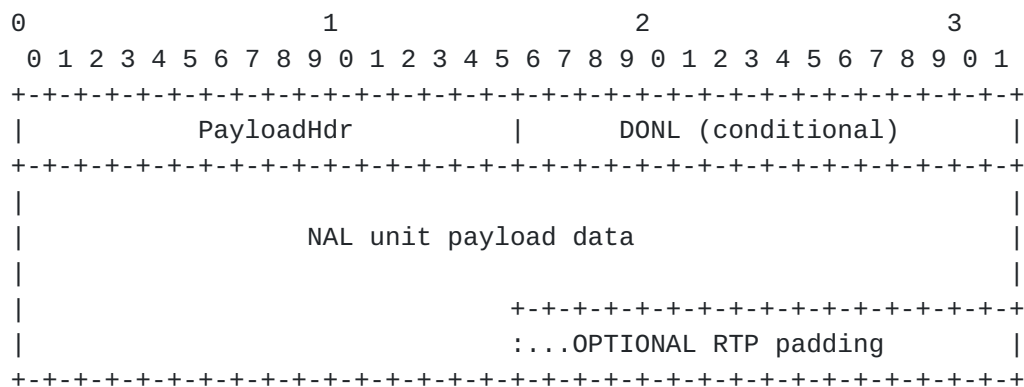 0                   1                   2                   3
 0 1 2 3 4 5 6 7 8 9 0 1 2 3 4 5 6 7 8 9 0 1 2 3 4 5 6 7 8 9 0 1
+-+-+-+-+-+-+-+-+-+-+-+-+-+-+-+-+-+-+-+-+-+-+-+-+-+-+-+-+-+-+-+-+
|           PayloadHdr          |        DONL (conditional)     |
+-+-+-+-+-+-+-+-+-+-+-+-+-+-+-+-+-+-+-+-+-+-+-+-+-+-+-+-+-+-+-+-+
|                                                               |
|                  NAL unit payload data                        |
|                                                               |
|                               +-+-+-+-+-+-+-+-+-+-+-+-+-+-+-+-+
|                               :...OPTIONAL RTP padding        |
+-+-+-+-+-+-+-+-+-+-+-+-+-+-+-+-+-+-+-+-+-+-+-+-+-+-+-+-+-+-+-+-+